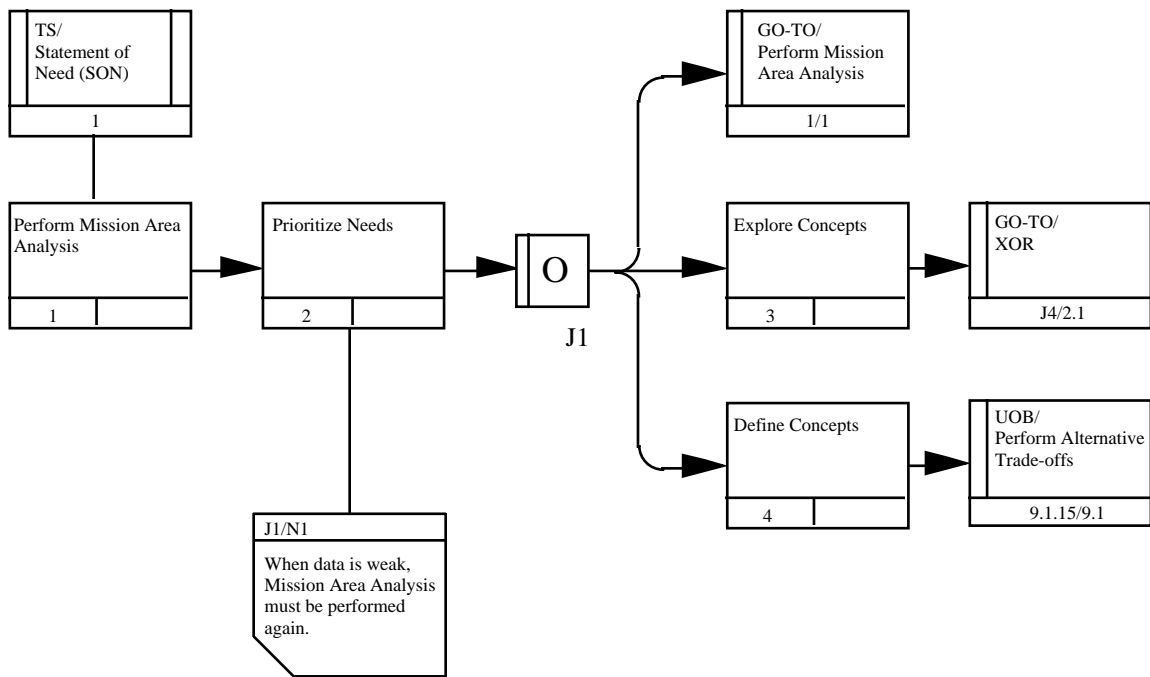 TS/
Statement of
Need (SON)
1
GO-TO/
Perform Mission
Area Analysis
1/1
Perform Mission Area
Analysis
1
Prioritize Needs
2
O
J1
Explore Concepts
3
GO-TO/
XOR
J4/2.1
Define Concepts
4
UOB/
Perform Alternative
Trade-offs
9.1.15/9.1
J1/N1
When data is weak,
Mission Area Analysis
must be performed
again.